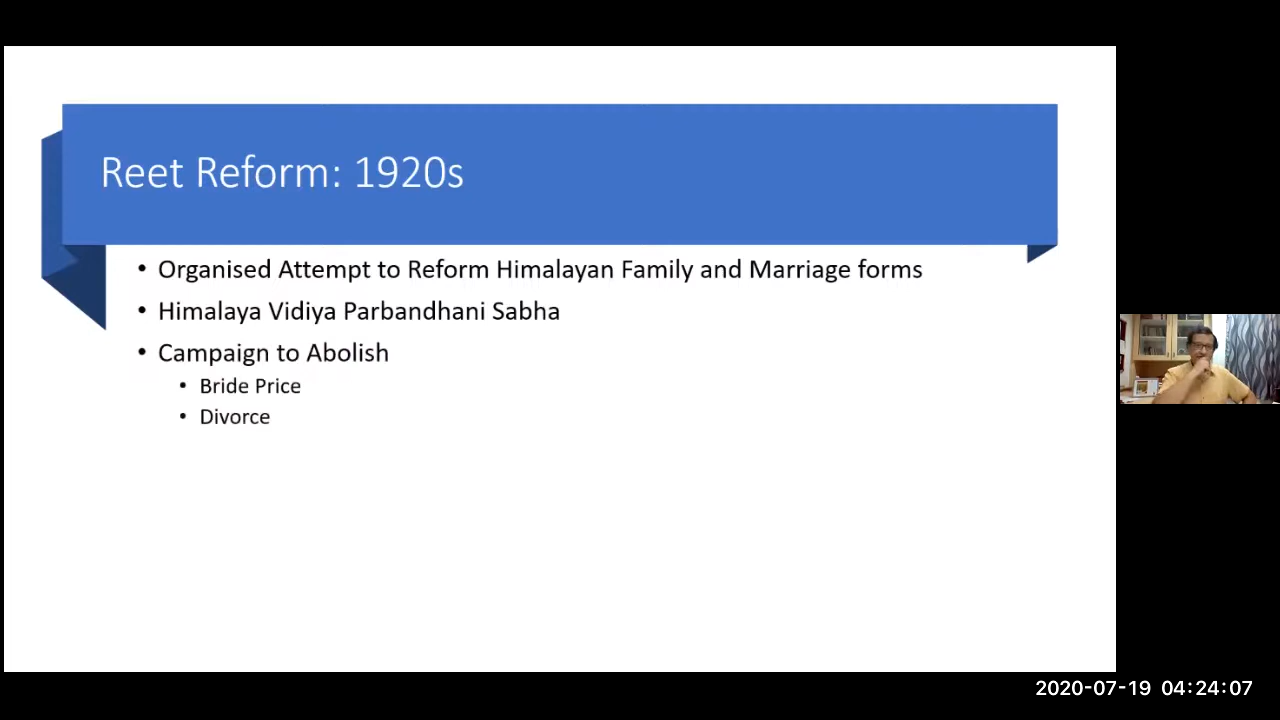 Reet Reform: 1920s
• Organised Attempt to Reform Himalayan Family and Marriage forms
• Himalaya Vidiya Parbandhani Sabha
• Campaign to Abolish
• Bride Price
• Divorce
2020-07-19 04:24:07